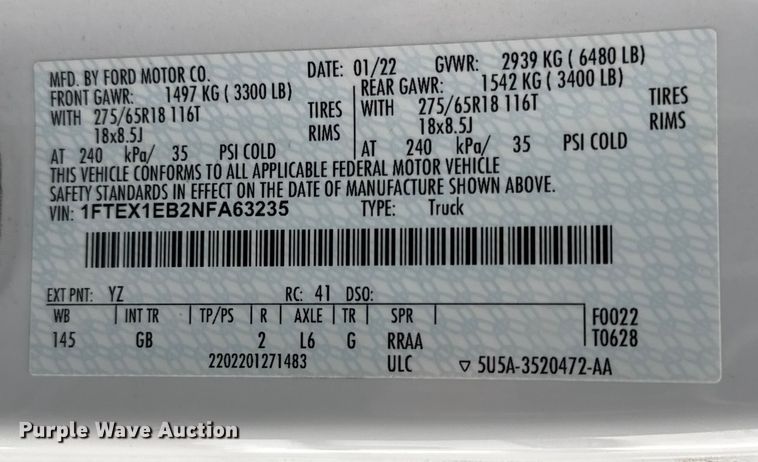 MFD. BY FORD MOTOR CO. DATE: 01/22 GVWR: 2939 KG ( 6480 LB)
FRONT GAWR: 1497 KG ( 3300 LB) REAR GAWR: 1542 KG ( 3400 LB)
WITH 275/65R18 116T TIRES WITH 275/65R18 116T TIRES
18x8.5J RIMS 18x8.5J RIMS
AT 240 kPa/ 35 PSI COLD AT 240 kPa/ 35 PSI COLD
THIS VEHICLE CONFORMS TO ALL APPLICABLE FEDERAL MOTOR VEHICLE
SAFETY STANDARDS IN EFFECT ON THE DATE OF MANUFACTURE SHOWN ABOVE.
VIN: 1FTEX1EB2NFA63235 TYPE: Truck
EXT PNT: YZ RC: 41 DSO:
WB INT TR TP/PS R AXLE TR SPR F0022
145 GB 2 L6 G RRAA T0628
2202201271483 ULC ▽ 5U5A-3520472-AA
Purple Wave Auction